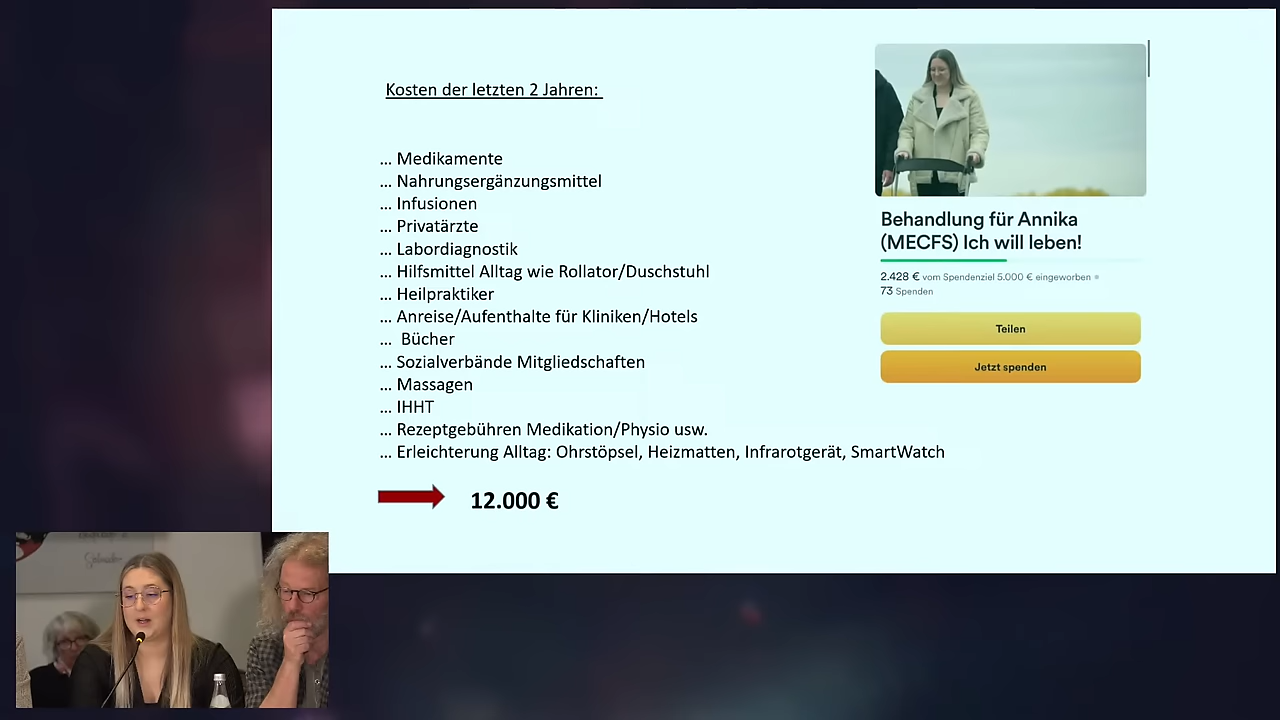 Kosten der letzten 2 Jahren:
... Medikamente
... Nahrungsergänzungsmittel
... Infusionen
... Privatärzte
... Labordiagnostik
... Hilfsmittel Alltag wie Rollator/Duschstuhl
... Heilpraktiker
... Anreise/Aufenthalte für Kliniken/Hotels
... Bücher
... Sozialverbände Mitgliedschaften
... Massagen
... IHHT
... Rezeptgebühren Medikation/Physio usw.
... Erleichterung Alltag: Ohrstöpsel, Heizmatten, Infrarotgerät, SmartWatch
12.000 €
Behandlung für Annika
(MECFS) Ich will leben!
2.428 € vom Spendenziel 5.000 € eingeworben
73 Spenden
Teilen
Jetzt spenden